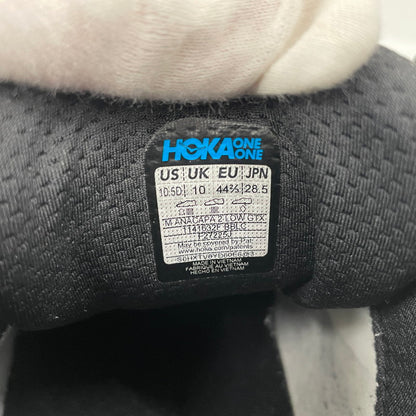 HOKA ONE ONE
US UK EU JPN
10.5D 10 44⅔ 28.5
M ANACAPA 2 LOW GTX
1141632F BBLC
F27223I
May be covered by Pat.
www.hoka.com/patents
MADE IN VIETNAM
FABRIQUÉ AU VIETNAM
HECHO EN VIETNAM